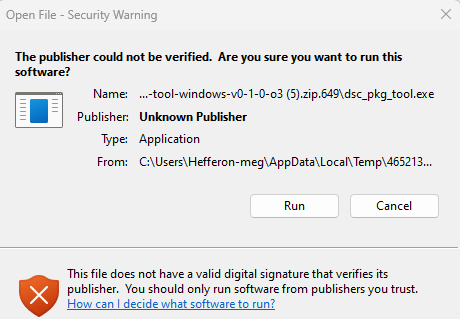 Open File - Security Warning
The publisher could not be verified. Are you sure you want to run this
software?
Name: ...-tool-windows-v0-1-0-o3 (5).zip.649\dsc_pkg_tool.exe
Publisher: Unknown Publisher
Type: Application
From: C:\Users\Hefferon-meg\AppData\Local\Temp\465213...
Run Cancel
This file does not have a valid digital signature that verifies its
publisher. You should only run software from publishers you trust.
How can I decide what software to run?